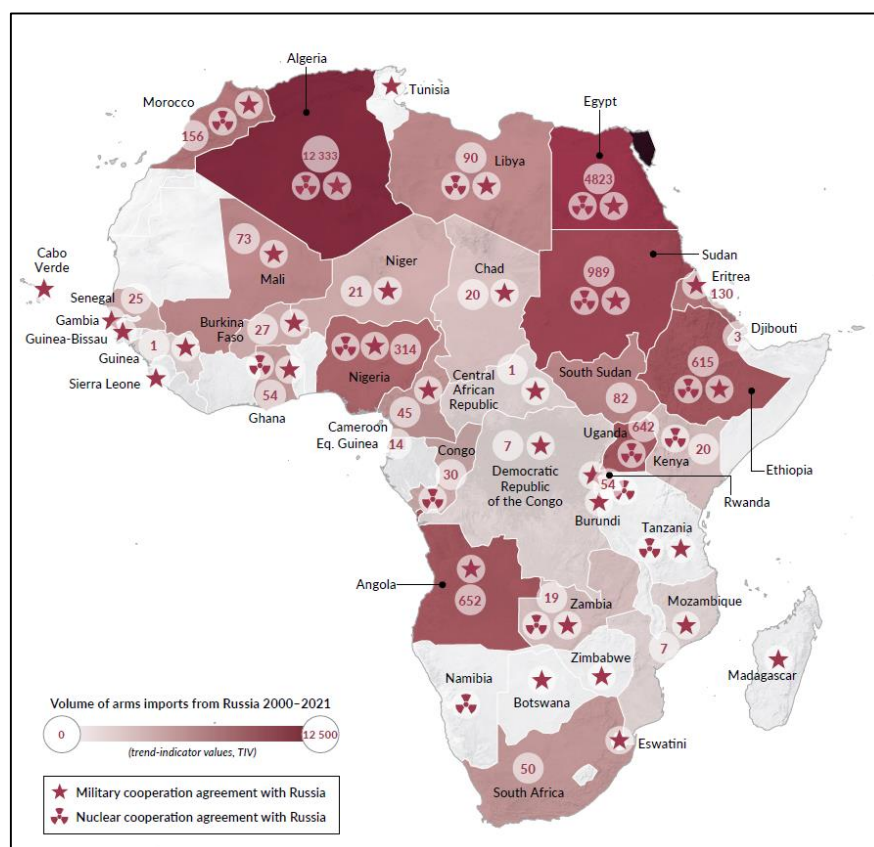 Algeria
Tunisia
Morocco
156
12 333
90
Libya
Egypt
4823
Cabo
Verde
73
Mali
Niger
21
Chad
20
989
Sudan
Eritrea
130
Senegal
25
Gambia
Guinea-Bissau
Burkina
Faso
27
Djibouti
3
Guinea
1
Nigeria
314
615
Sierra Leone
Ghana
54
Central
African
Republic
1
South Sudan
82
Cameroon
45
Eq. Guinea
14
Uganda
642
Kenya
20
Ethiopia
Congo
30
7
Democratic
Republic
of the Congo
54
Rwanda
Burundi
Tanzania
Angola
652
19
Zambia
Mozambique
7
Madagascar
Namibia
Zimbabwe
Botswana
Eswatini
50
South Africa
Volume of arms imports from Russia 2000–2021
0
12 500
(trend-indicator values, TIV)
Military cooperation agreement with Russia
Nuclear cooperation agreement with Russia